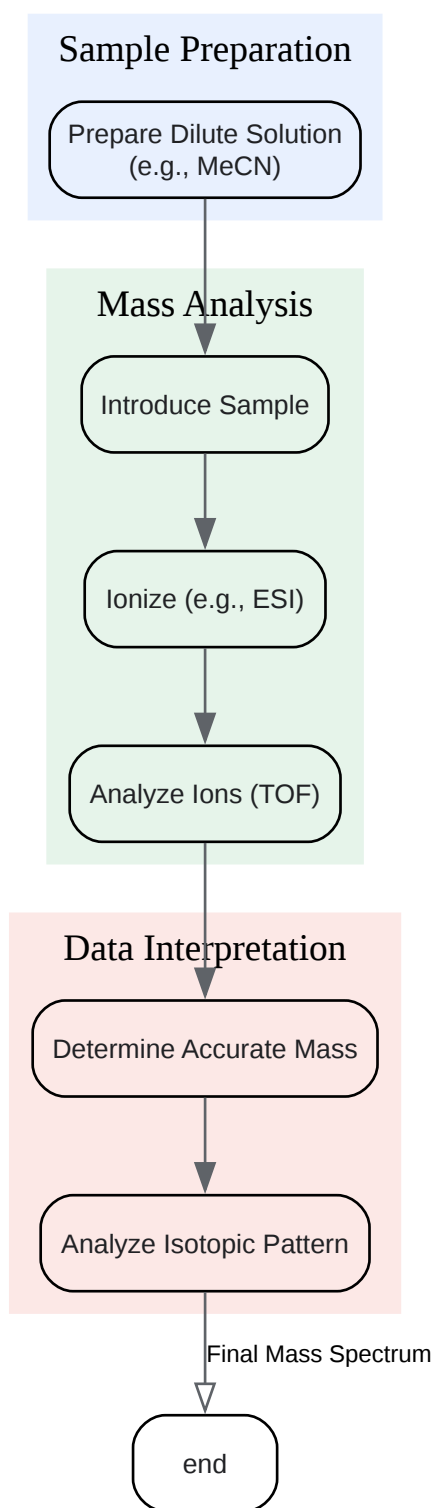 Sample Preparation
Prepare Dilute Solution
(e.g., MeCN)
Mass Analysis
Introduce Sample
Ionize (e.g., ESI)
Analyze Ions (TOF)
Data Interpretation
Determine Accurate Mass
Analyze Isotopic Pattern
Final Mass Spectrum
end